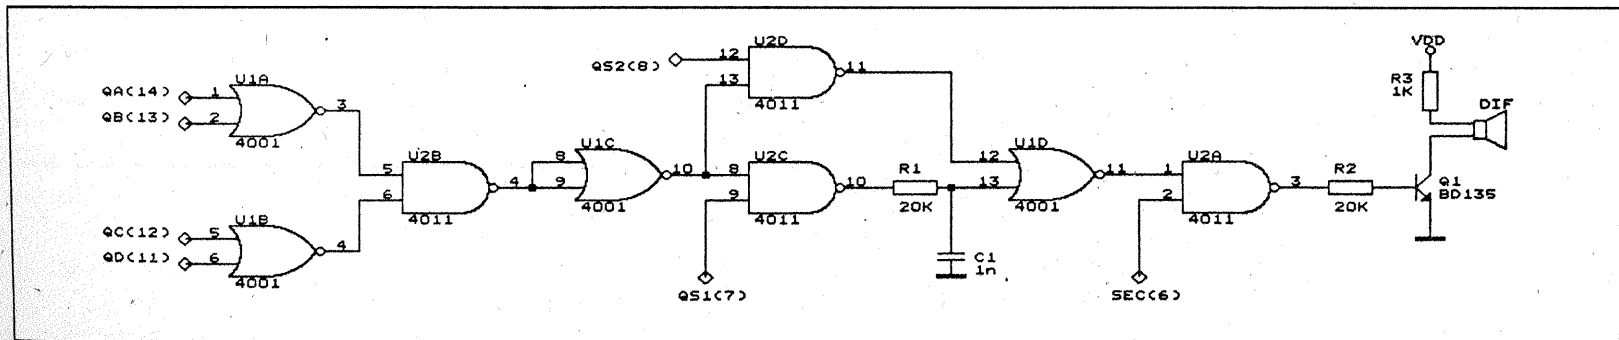 U1A
QA(14) 1
QB(13) 2
3
4001
U1B
QC(12) 5
QD(11) 6
4
4001
5 U2B
6 4
4011
U1C
8
9
10
4001
U2D
QS2(8) 12
13
11
4011
U2C
8
9
10
4011
QS1(7)
R1
20K
C1
1n
U1D
12
13
11
4001
U2A
1
2
3
4011
SEC(6)
R2
20K
VDD
R3
1K
DIF
Q1
BD135